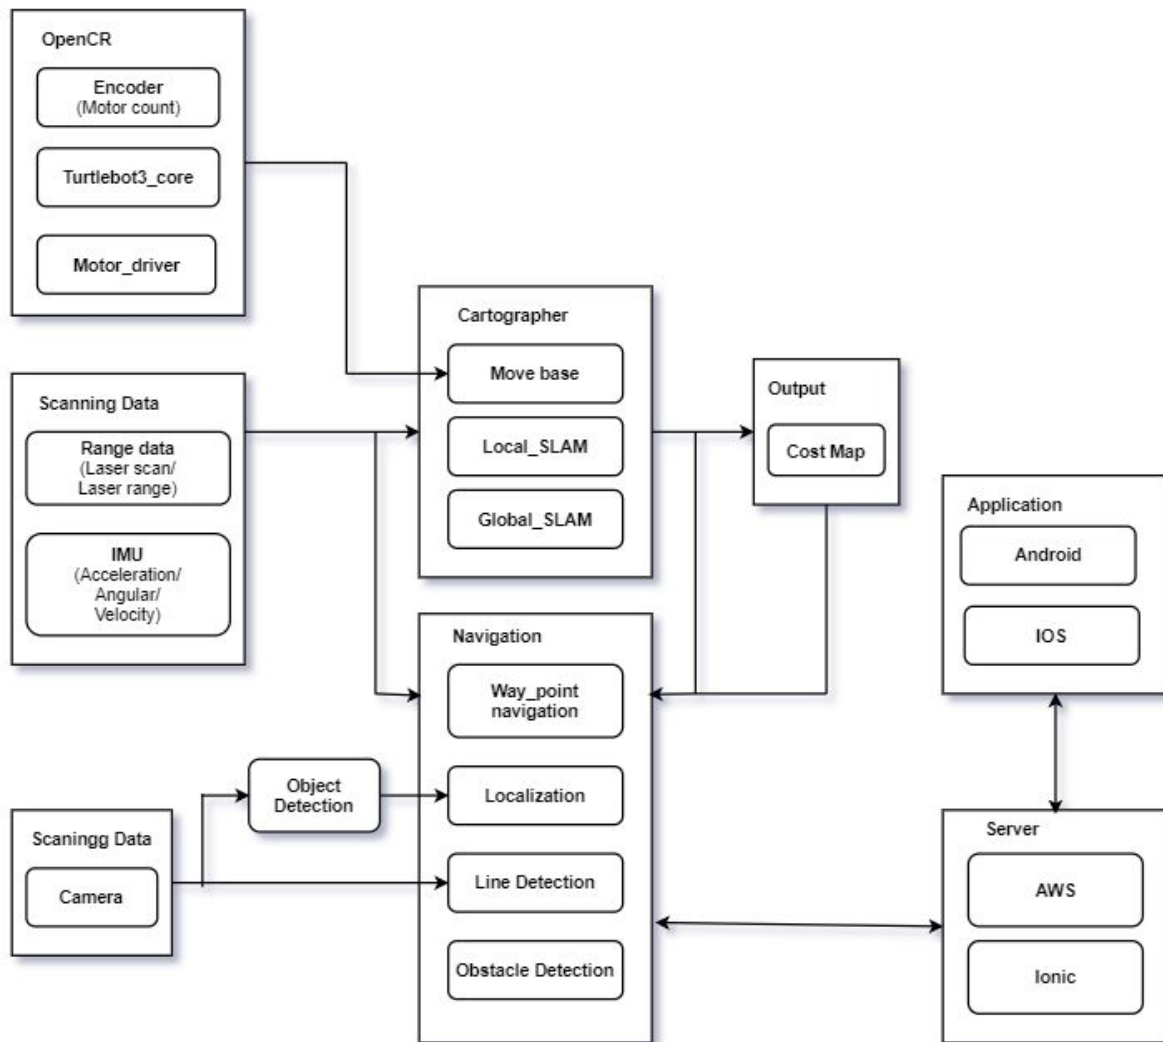 OpenCR
Encoder
(Motor count)
Turtlebot3_core
Motor_driver
Scanning Data
Range data
(Laser scan/
Laser range)
IMU
(Acceleration/
Angular/
Velocity)
Scaningg Data
Camera
Object
Detection
Cartographer
Move base
Local_SLAM
Global_SLAM
Navigation
Way_point
navigation
Localization
Line Detection
Obstacle Detection
Output
Cost Map
Application
Android
IOS
Server
AWS
Ionic